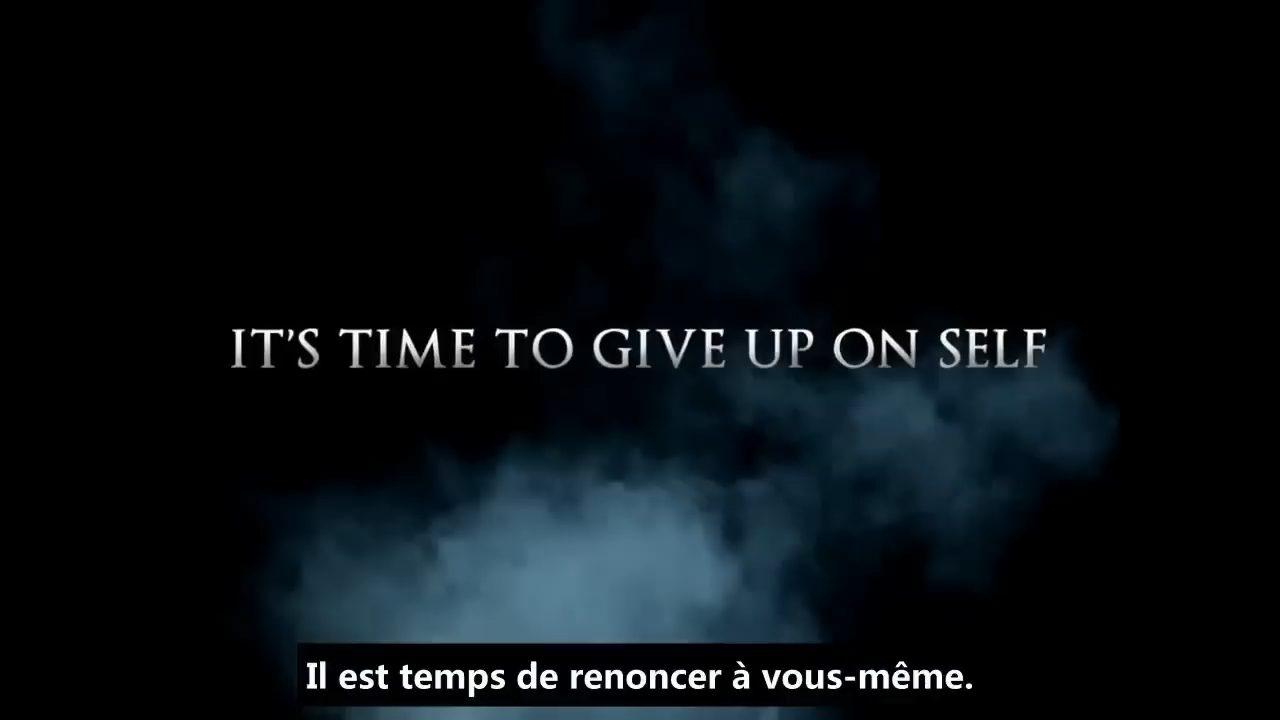 IT'S TIME TO GIVE UP ON SELF
Il est temps de renoncer à vous-même.